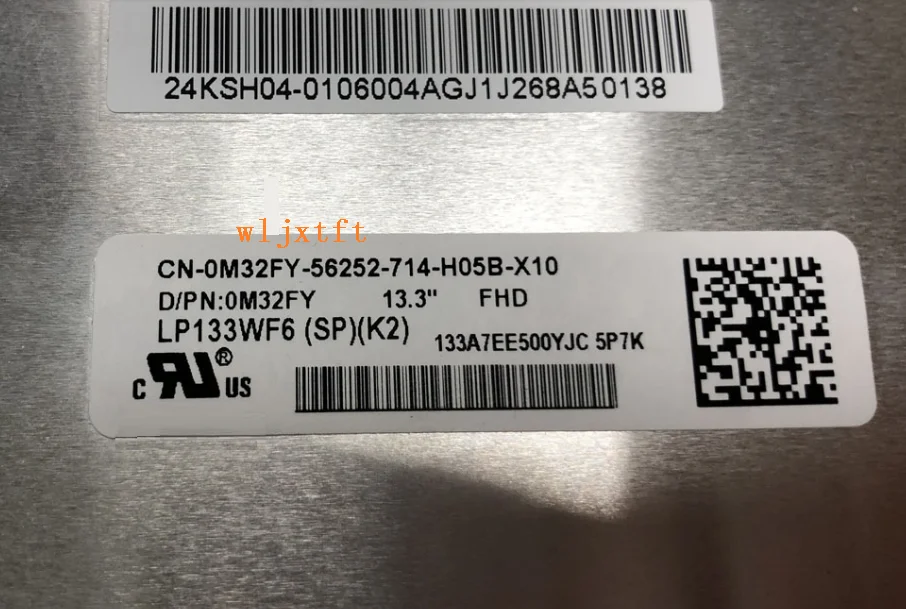 24KSH04-0106004AGJ1J268A50138
wljxtft
CN-0M32FY-56252-714-H05B-X10
D/PN:0M32FY 13.3" FHD
LP133WF6 (SP)(K2)
133A7EE500YJC 5P7K
C RU® US